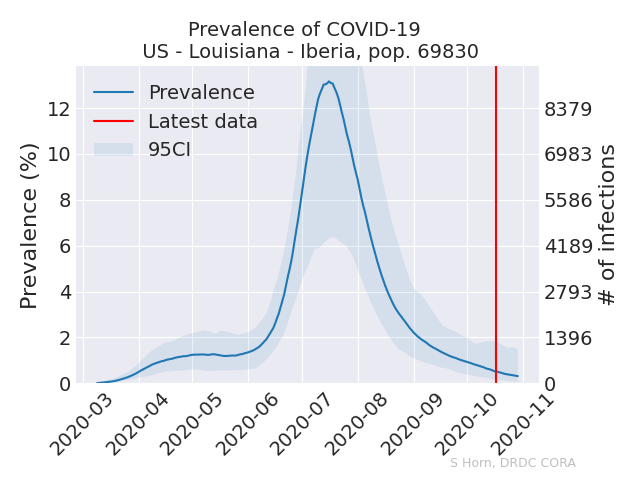 Prevalence of COVID-19
US - Louisiana - Iberia, pop. 69830
Prevalence
Latest data
95CI
Prevalence (%)
12
10
8
6
4
2
0
8379
6983
5586
4189
2793
1396
0
# of infections
2020-03
2020-04
2020-05
2020-06
2020-07
2020-08
2020-09
2020-10
2020-11
S Horn, DRDC CORA